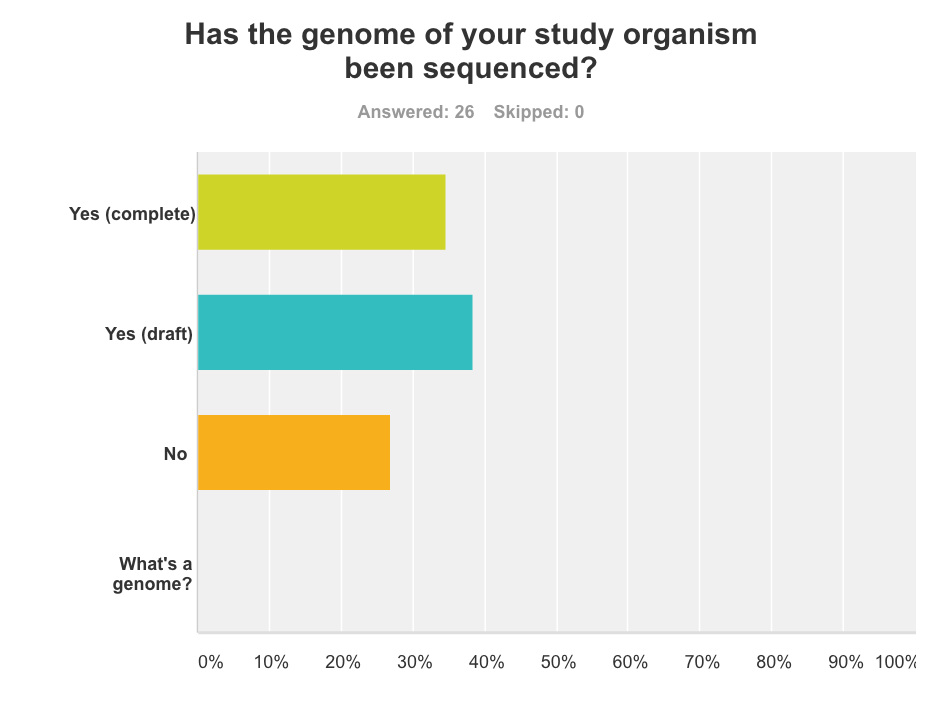 Has the genome of your study organism
been sequenced?
Answered: 26 Skipped: 0
Yes (complete)
Yes (draft)
No
What's a
genome?
0% 10% 20% 30% 40% 50% 60% 70% 80% 90% 100%